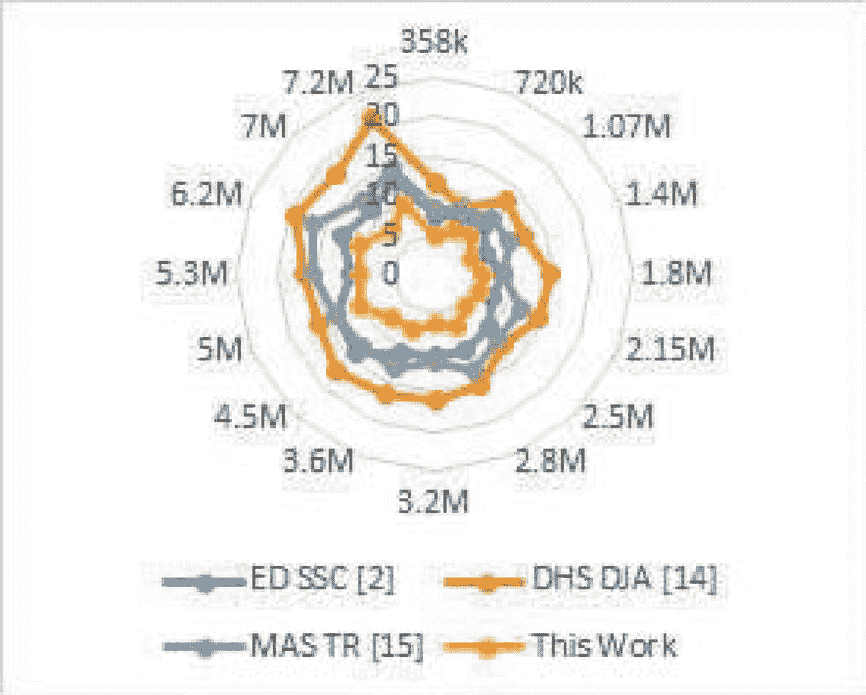 358k
720k
1.07M
1.4M
1.8M
2.15M
2.5M
2.8M
3.2M
3.6M
4.5M
5M
5.3M
6.2M
7M
7.2M
25
20
15
10
5
0
ED SSC [2]
DHS DJA [14]
MAS TR [15]
This Work